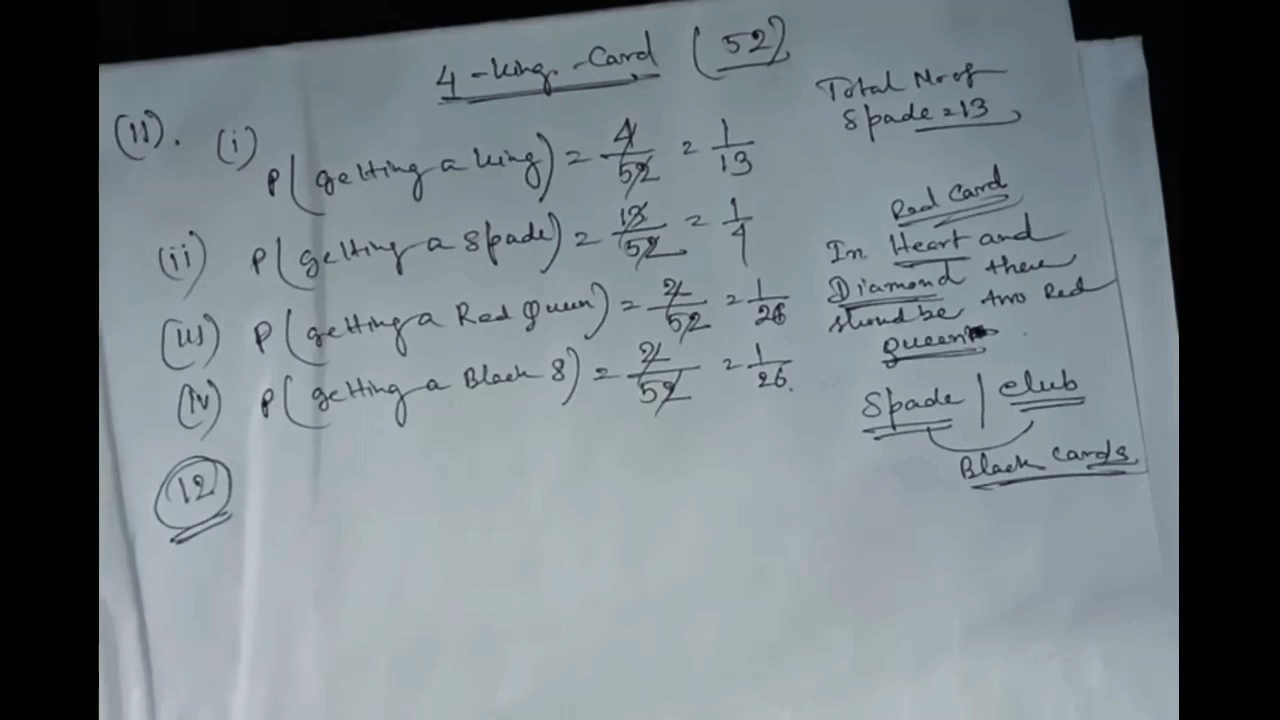 4-King-Card (52)
(11). (i) P(getting a king) = 4/52 = 1/13
(ii) P(getting a spade) = 13/52 = 1/4
(iii) P(getting a Red queen) = 2/52 = 1/26
(iv) P(getting a Black 8) = 2/52 = 1/26.
12
Total No of
Spade = 13
Red Card
In Heart and
Diamond there
should be two Red
queen
Spade | club
Black cards